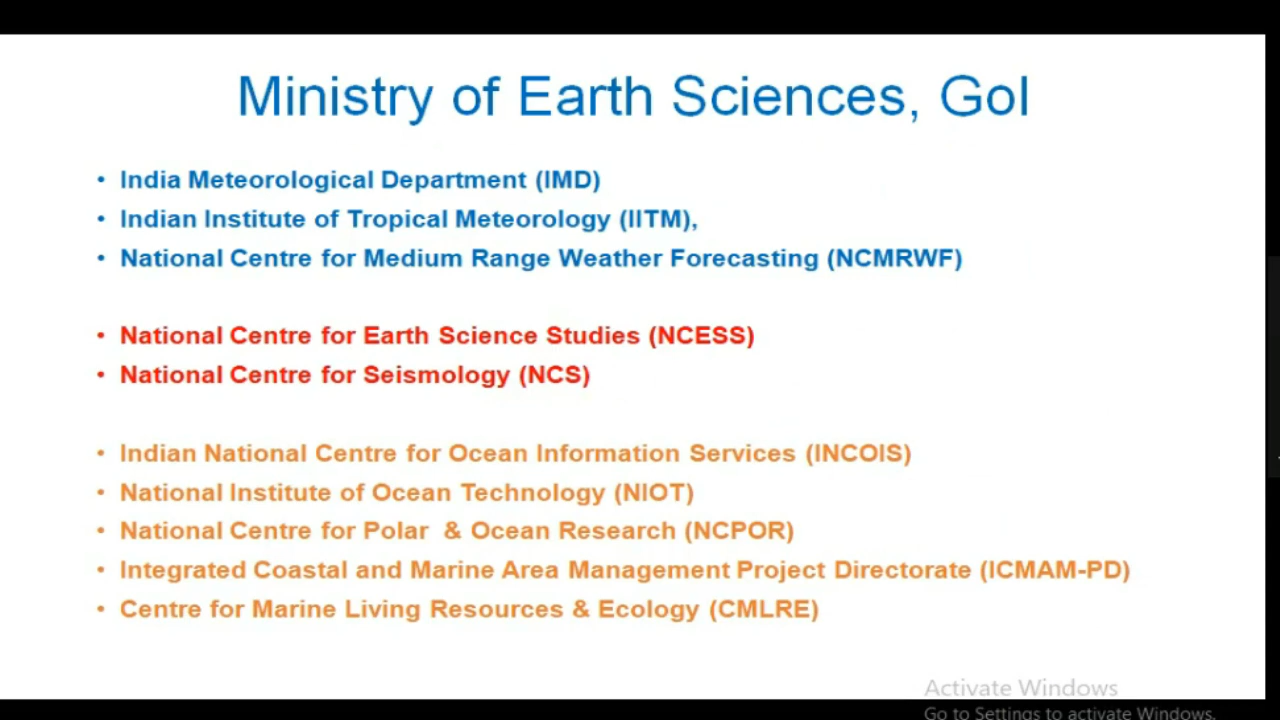 Ministry of Earth Sciences, GoI
• India Meteorological Department (IMD)
• Indian Institute of Tropical Meteorology (IITM),
• National Centre for Medium Range Weather Forecasting (NCMRWF)
• National Centre for Earth Science Studies (NCESS)
• National Centre for Seismology (NCS)
• Indian National Centre for Ocean Information Services (INCOIS)
• National Institute of Ocean Technology (NIOT)
• National Centre for Polar & Ocean Research (NCPOR)
• Integrated Coastal and Marine Area Management Project Directorate (ICMAM-PD)
• Centre for Marine Living Resources & Ecology (CMLRE)
Activate Windows
Go to Settings to activate Windows.